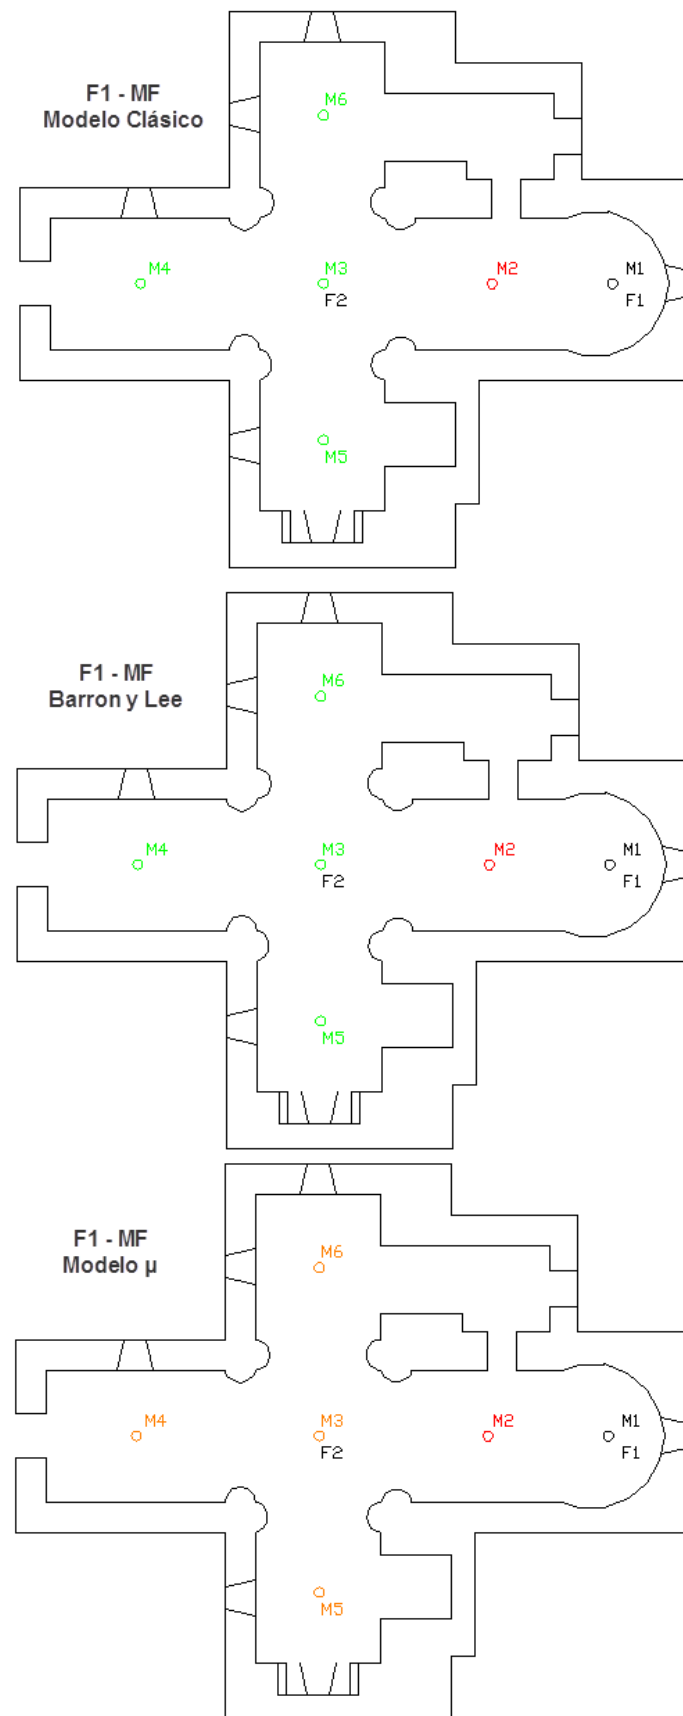 F1 - MF
Modelo Clásico
M6
M4
M3
F2
M2
M1
F1
M5
F1 - MF
Barron y Lee
M6
M4
M3
F2
M2
M1
F1
M5
F1 - MF
Modelo µ
M6
M4
M3
F2
M2
M1
F1
M5